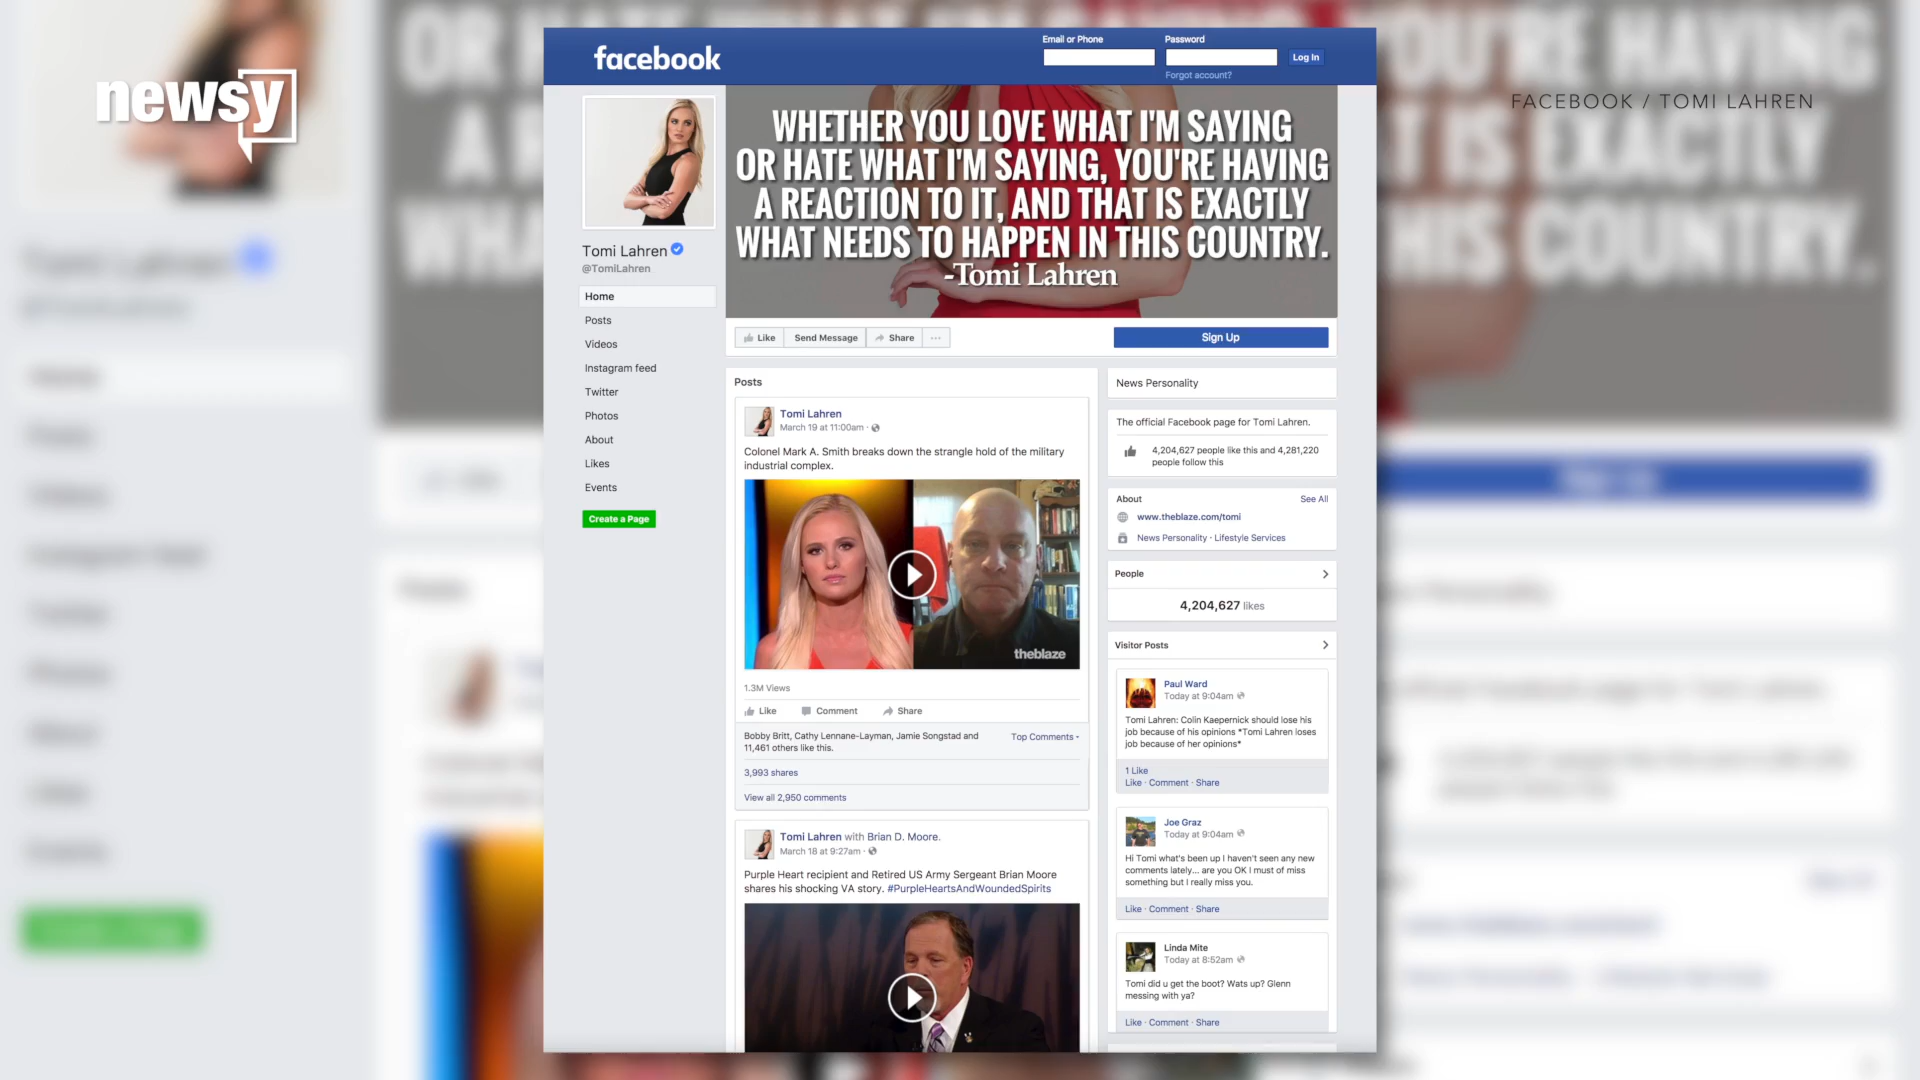 newsy
FACEBOOK / TOMI LAHREN
facebook
Email or Phone
Password
Log In
Forgot account?
WHETHER YOU LOVE WHAT I'M SAYING
OR HATE WHAT I'M SAYING, YOU'RE HAVING
A REACTION TO IT, AND THAT IS EXACTLY
WHAT NEEDS TO HAPPEN IN THIS COUNTRY.
-Tomi Lahren
Tomi Lahren
@TomiLahren
Home
Posts
Videos
Instagram feed
Twitter
Photos
About
Likes
Events
Create a Page
Like
Send Message
Share
...
Sign Up
Posts
Tomi Lahren
March 19 at 11:00am ·
Colonel Mark A. Smith breaks down the strangle hold of the military
industrial complex.
theblaze
1.3M Views
Like
Comment
Share
Bobby Britt, Cathy Lennane-Layman, Jamie Songstad and
11,461 others like this.
Top Comments
3,993 shares
View all 2,950 comments
Tomi Lahren with Brian D. Moore.
March 18 at 9:27am ·
Purple Heart recipient and Retired US Army Sergeant Brian Moore
shares his shocking VA story. #PurpleHeartsAndWoundedSpirits
News Personality
The official Facebook page for Tomi Lahren.
4,204,627 people like this and 4,281,220
people follow this
About
See All
www.theblaze.com/tomi
News Personality · Lifestyle Services
People
4,204,627 likes
Visitor Posts
Paul Ward
Today at 9:04am
Tomi Lahren: Colin Kaepernick should lose his
job because of his opinions *Tomi Lahren loses
job because of her opinions*
1 Like
Like · Comment · Share
Joe Graz
Today at 9:04am
Hi Tomi what's been up I haven't seen any new
comments lately... are you OK I must of miss
something but I really miss you.
Like · Comment · Share
Linda Mite
Today at 8:52am
Tomi did u get the boot? Wats up? Glenn
messing with ya?
Like · Comment · Share